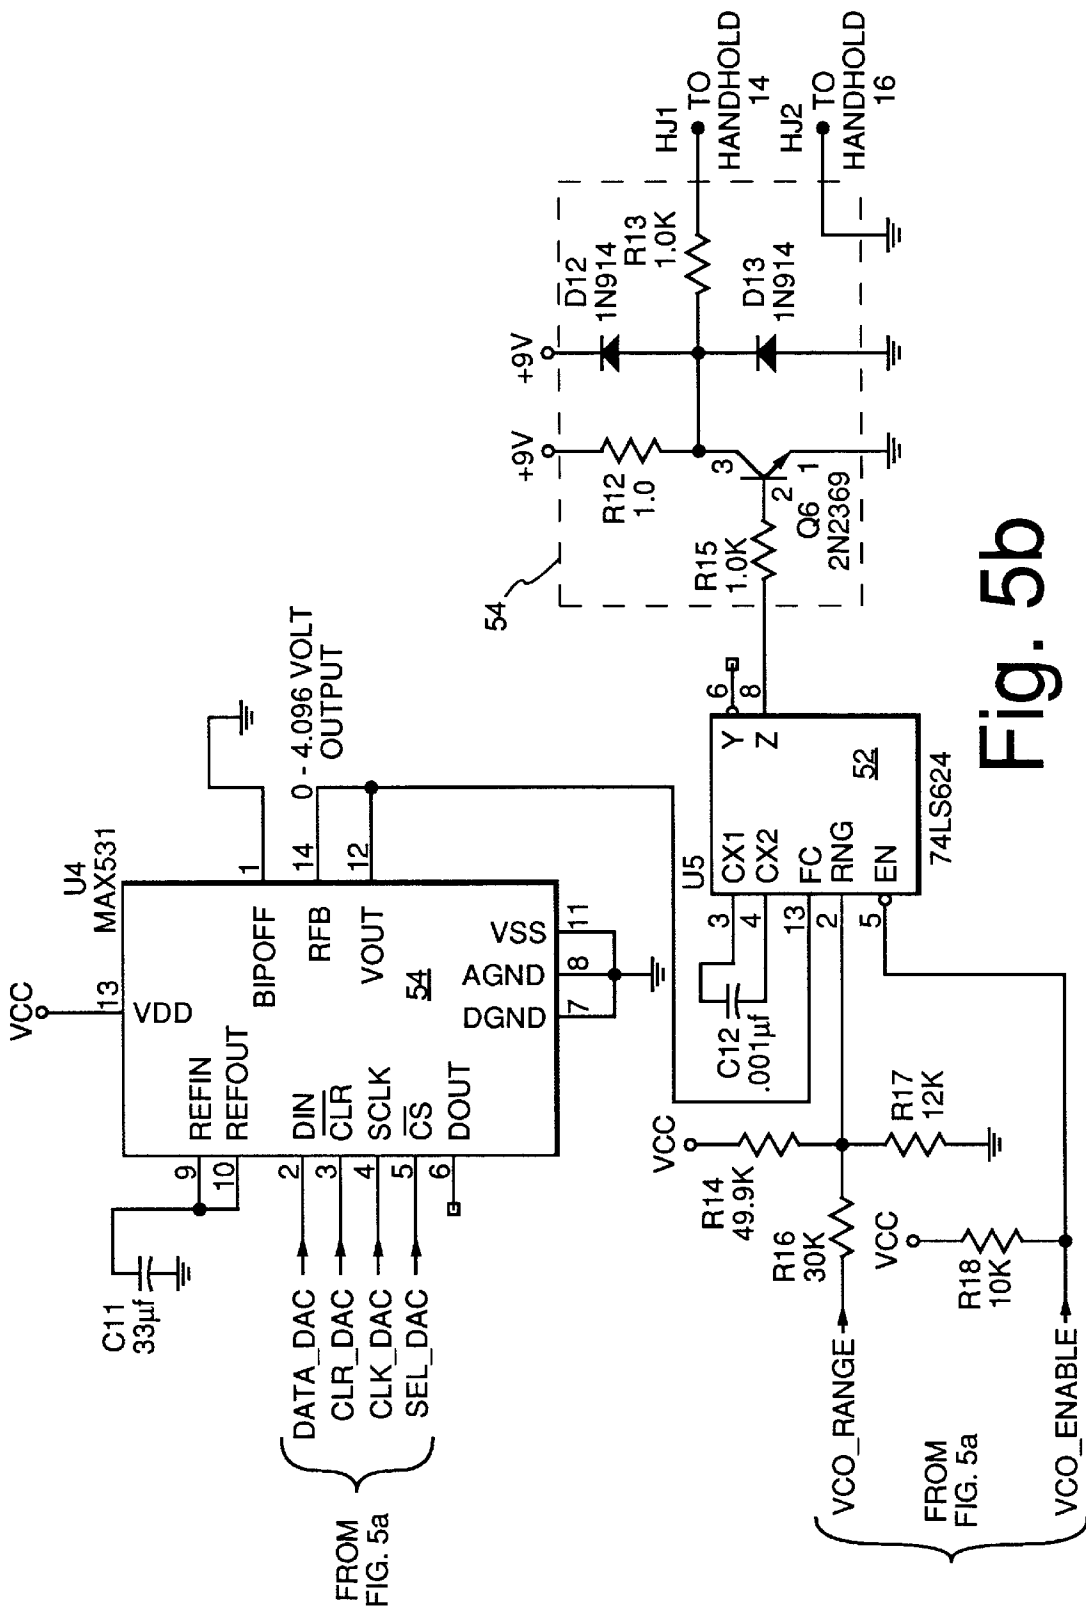 VCC
U4
MAX531
13
VDD
C11
33µf
9
10
REFIN
REFOUT
BIPOFF
1
0 - 4.096 VOLT
OUTPUT
RFB
14
VOUT
12
FROM
FIG. 5a
DATA_DAC
CLR_DAC
CLK_DAC
SEL_DAC
2
3
4
5
6
DIN
CLR
SCLK
CS
DOUT
54
VSS
AGND
DGND
11
8
7
54
+9V
+9V
R12
1.0
D12
1N914
R13
1.0K
HJ1
TO
HANDHOLD
14
D13
1N914
HJ2
TO
HANDHOLD
16
R15
1.0K
3
2
1
Q6
2N2369
U5
C12
.001µf
3
4
13
2
5
CX1
CX2
FC
RNG
EN
Y
Z
6
8
52
74LS624
VCC
R14
49.9K
R16
30K
R17
12K
VCC
R18
10K
VCO_RANGE
FROM
FIG. 5a
VCO_ENABLE
Fig. 5b